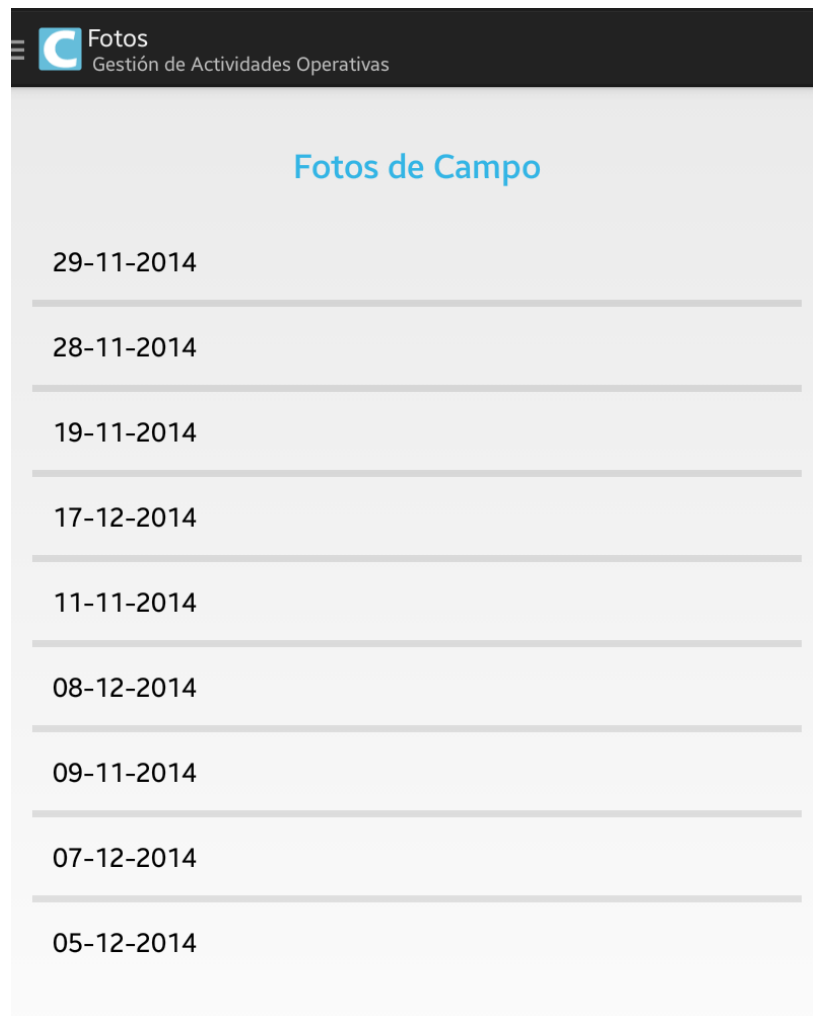 C
Fotos
Gestión de Actividades Operativas
Fotos de Campo
29-11-2014
28-11-2014
19-11-2014
17-12-2014
11-11-2014
08-12-2014
09-11-2014
07-12-2014
05-12-2014